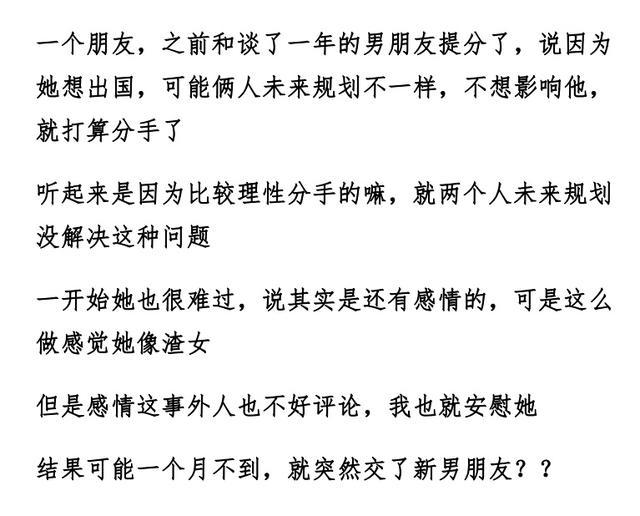 一个朋友，之前和谈了一年的男朋友提分了，说因为
她想出国，可能俩人未来规划不一样，不想影响他，
就打算分手了
听起来是因为比较理性分手的嘛，就两个人未来规划
没解决这种问题
一开始她也很难过，说其实是还有感情的，可是这么
做感觉她像渣女
但是感情这事外人也不好评论，我也就安慰她
结果可能一个月不到，就突然交了新男朋友？？